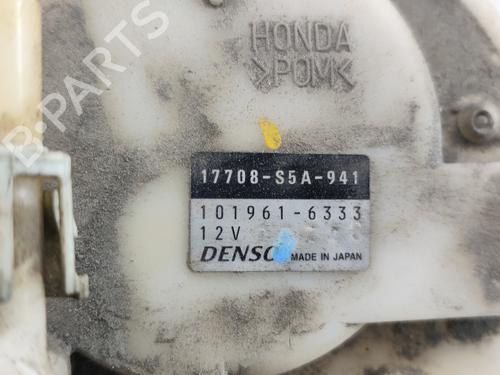 HONDA
>POM<
17708-S5A-941
101961-6333
12V
DENSO MADE IN JAPAN
B-PARTS